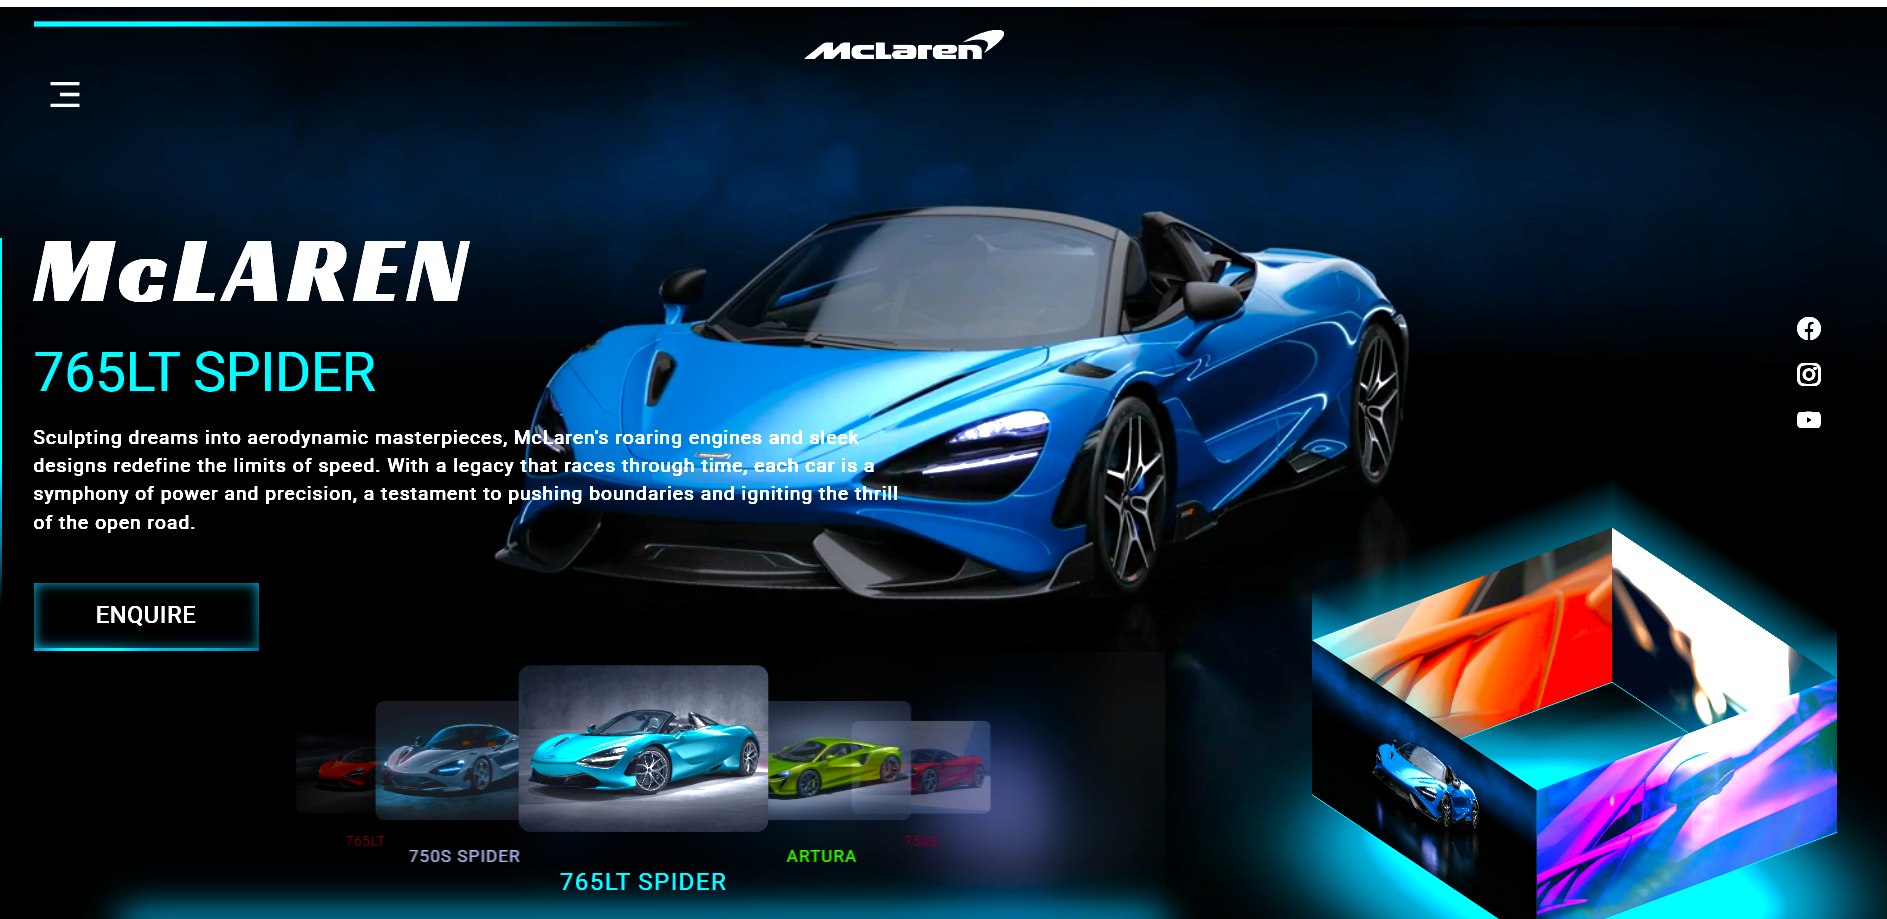 McLaren
McLAREN
765LT SPIDER
Sculpting dreams into aerodynamic masterpieces, McLaren's roaring engines and sleek
designs redefine the limits of speed. With a legacy that races through time, each car is a
symphony of power and precision, a testament to pushing boundaries and igniting the thrill
of the open road.
ENQUIRE
765LT
750S SPIDER
765LT SPIDER
ARTURA
750S